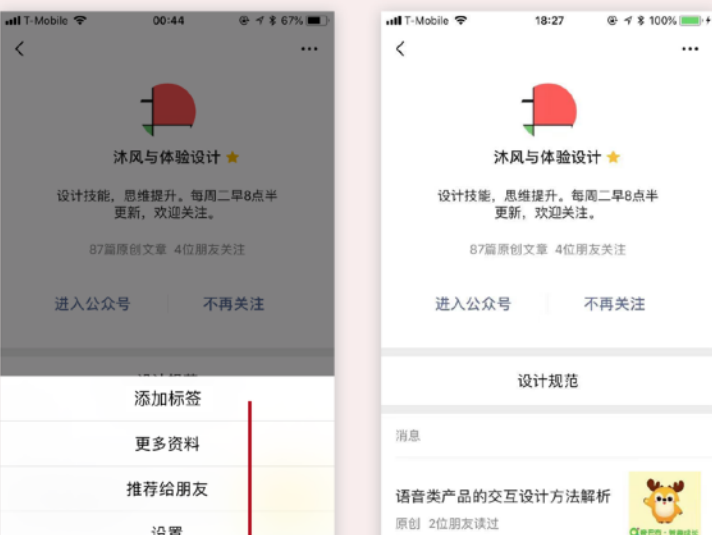 T-Mobile 00:44 67%
沐风与体验设计
设计技能，思维提升。每周二早8点半
更新，欢迎关注。
87篇原创文章 4位朋友关注
进入公众号 不再关注
添加标签
更多资料
推荐给朋友
设置
T-Mobile 18:27 100%
沐风与体验设计
设计技能，思维提升。每周二早8点半
更新，欢迎关注。
87篇原创文章 4位朋友关注
进入公众号 不再关注
设计规范
消息
语音类产品的交互设计方法解析
原创 2位朋友读过